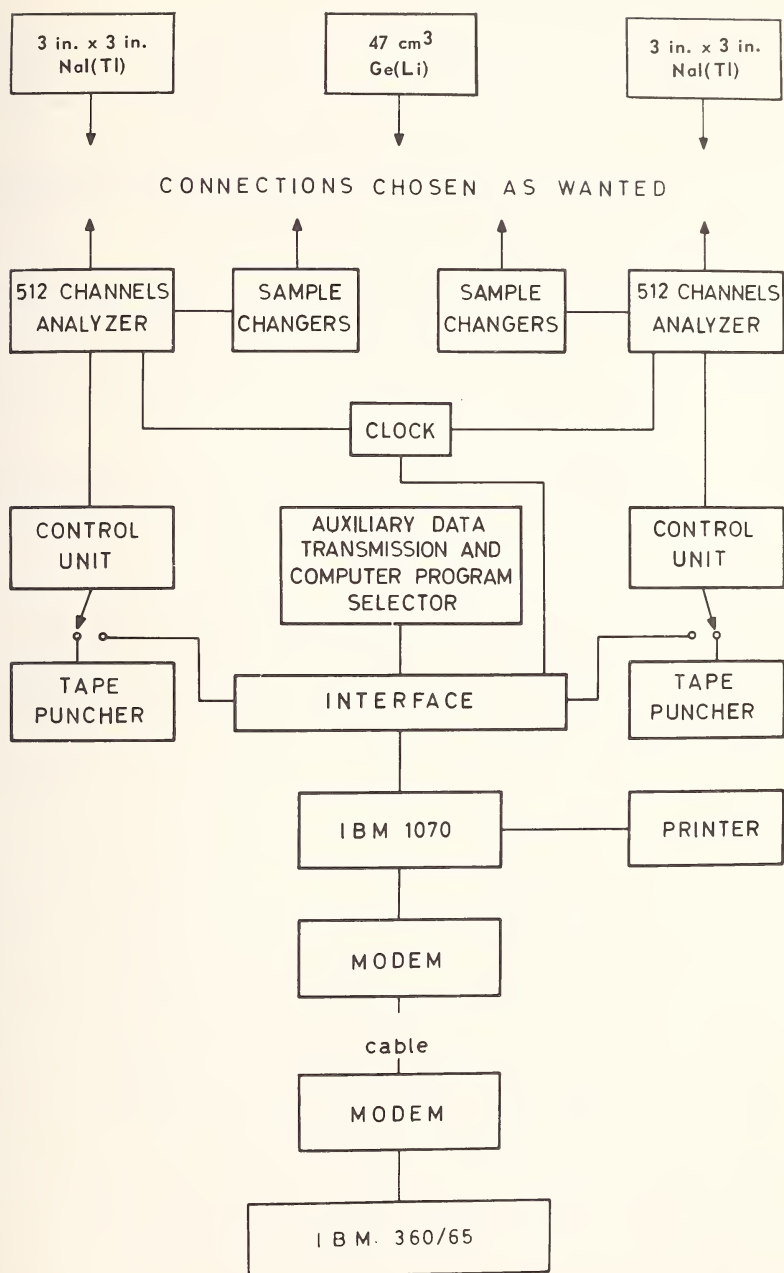 3 in. x 3 in.
NaI(Tl)
47 cm³
Ge(Li)
3 in. x 3 in.
NaI(Tl)
CONNECTIONS CHOSEN AS WANTED
512 CHANNELS
ANALYZER
SAMPLE
CHANGERS
SAMPLE
CHANGERS
512 CHANNELS
ANALYZER
CLOCK
CONTROL
UNIT
AUXILIARY DATA
TRANSMISSION AND
COMPUTER PROGRAM
SELECTOR
CONTROL
UNIT
TAPE
PUNCHER
INTERFACE
TAPE
PUNCHER
IBM 1070
PRINTER
MODEM
cable
MODEM
IBM. 360/65